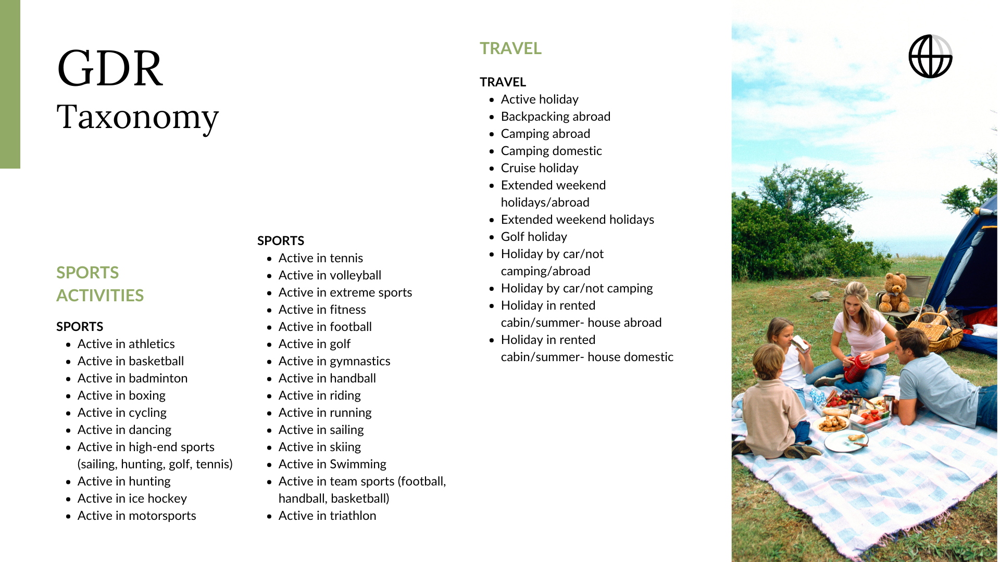 GDR
Taxonomy
SPORTS
ACTIVITIES
SPORTS
Active in athletics
Active in basketball
Active in badminton
Active in boxing
Active in cycling
Active in dancing
Active in high-end sports
(sailing, hunting, golf, tennis)
Active in hunting
Active in ice hockey
Active in motorsports
SPORTS
Active in tennis
Active in volleyball
Active in extreme sports
Active in fitness
Active in football
Active in golf
Active in gymnastics
Active in handball
Active in riding
Active in running
Active in sailing
Active in skiing
Active in Swimming
Active in team sports (football,
handball, basketball)
Active in triathlon
TRAVEL
TRAVEL
Active holiday
Backpacking abroad
Camping abroad
Camping domestic
Cruise holiday
Extended weekend
holidays/abroad
Extended weekend holidays
Golf holiday
Holiday by car/not
camping/abroad
Holiday by car/not camping
Holiday in rented
cabin/summer- house abroad
Holiday in rented
cabin/summer- house domestic